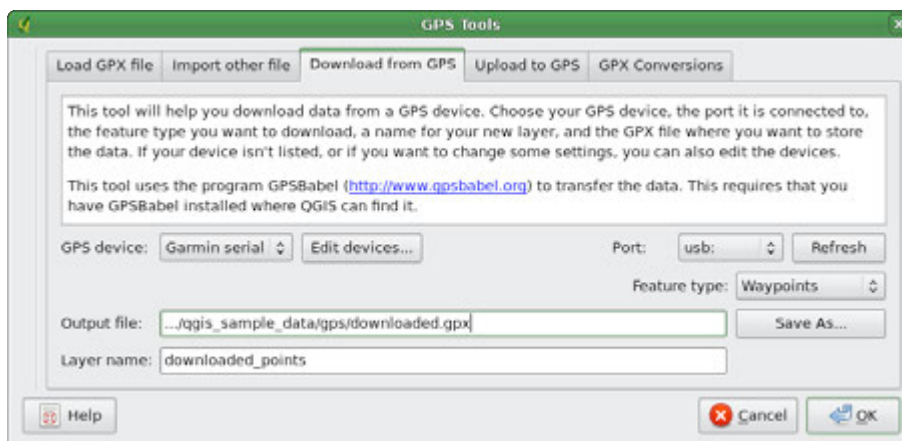 GPS Tools
Load GPX file
Import other file
Download from GPS
Upload to GPS
GPX Conversions
This tool will help you download data from a GPS device. Choose your GPS device, the port it is connected to,
the feature type you want to download, a name for your new layer, and the GPX file where you want to store
the data. If your device isn't listed, or if you want to change some settings, you can also edit the devices.
This tool uses the program GPSBabel (http://www.gpsbabel.org) to transfer the data. This requires that you
have GPSBabel installed where QGIS can find it.
GPS device: Garmin serial Edit devices... Port: usb: Refresh
Feature type: Waypoints
Output file: .../qgis_sample_data/gps/downloaded.gpx Save As...
Layer name: downloaded_points
Help Cancel OK